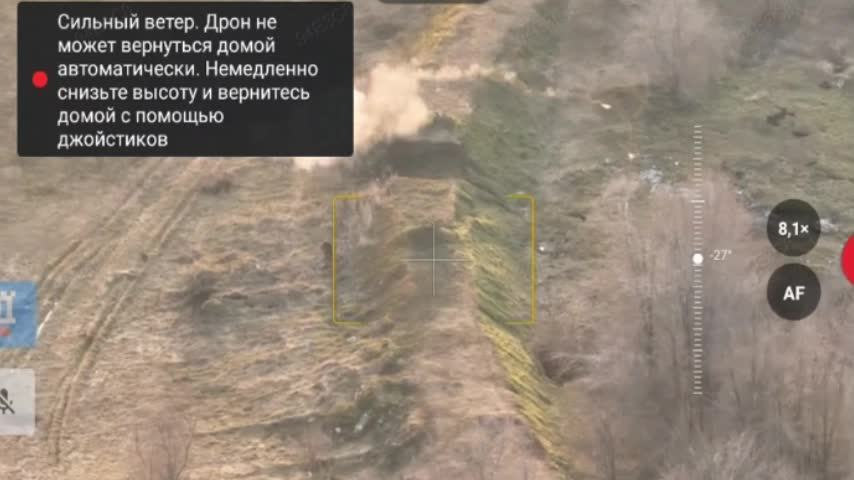 Сильный ветер. Дрон не
может вернуться домой
автоматически. Немедленно
снизьте высоту и вернитесь
домой с помощью
джойстиков
8,1×
-27°
AF